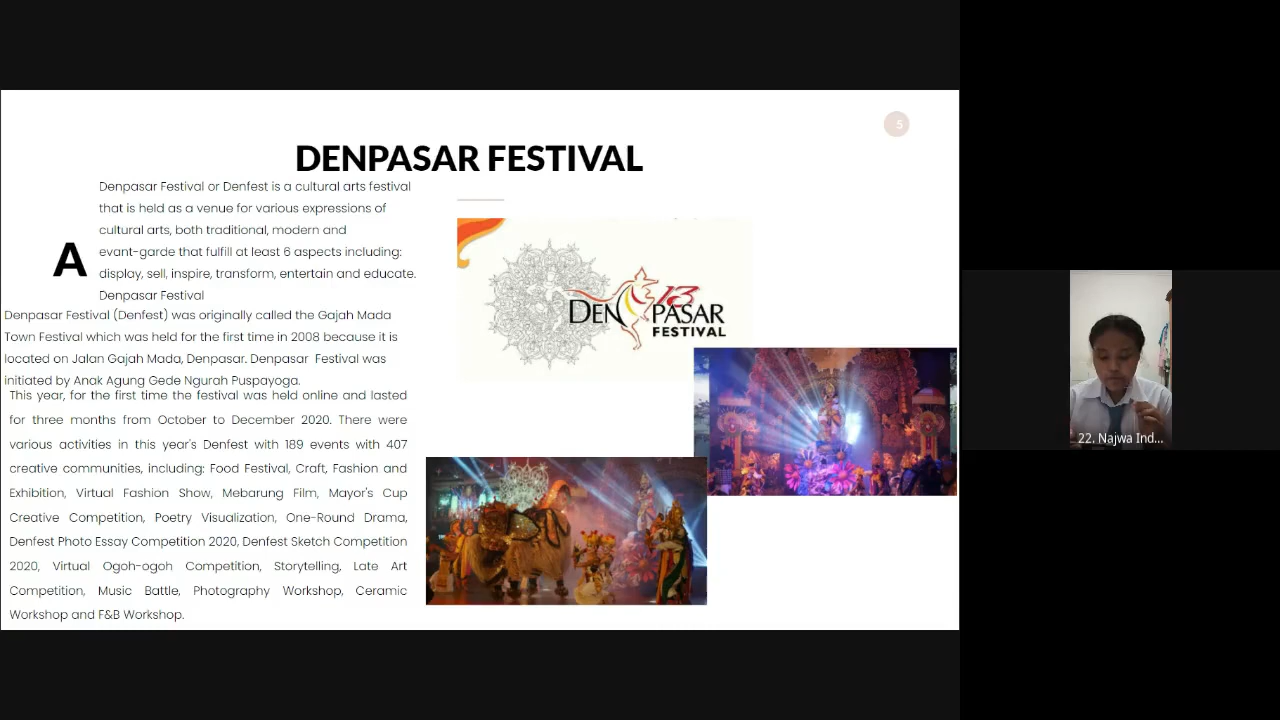 5
DENPASAR FESTIVAL
A
Denpasar Festival or Denfest is a cultural arts festival
that is held as a venue for various expressions of
cultural arts, both traditional, modern and
evant-garde that fulfill at least 6 aspects including:
display, sell, inspire, transform, entertain and educate.
Denpasar Festival
Denpasar Festival (Denfest) was originally called the Gajah Mada
Town Festival which was held for the first time in 2008 because it is
located on Jalan Gajah Mada, Denpasar. Denpasar Festival was
initiated by Anak Agung Gede Ngurah Puspayoga.
This year, for the first time the festival was held online and lasted
for three months from October to December 2020. There were
various activities in this year's Denfest with 189 events with 407
creative communities, including: Food Festival, Craft, Fashion and
Exhibition, Virtual Fashion Show, Mebarung Film, Mayor's Cup
Creative Competition, Poetry Visualization, One-Round Drama,
Denfest Photo Essay Competition 2020, Denfest Sketch Competition
2020, Virtual Ogoh-ogoh Competition, Storytelling, Late Art
Competition, Music Battle, Photography Workshop, Ceramic
Workshop and F&B Workshop.
13
DENPASAR
FESTIVAL
22. Najwa Ind...